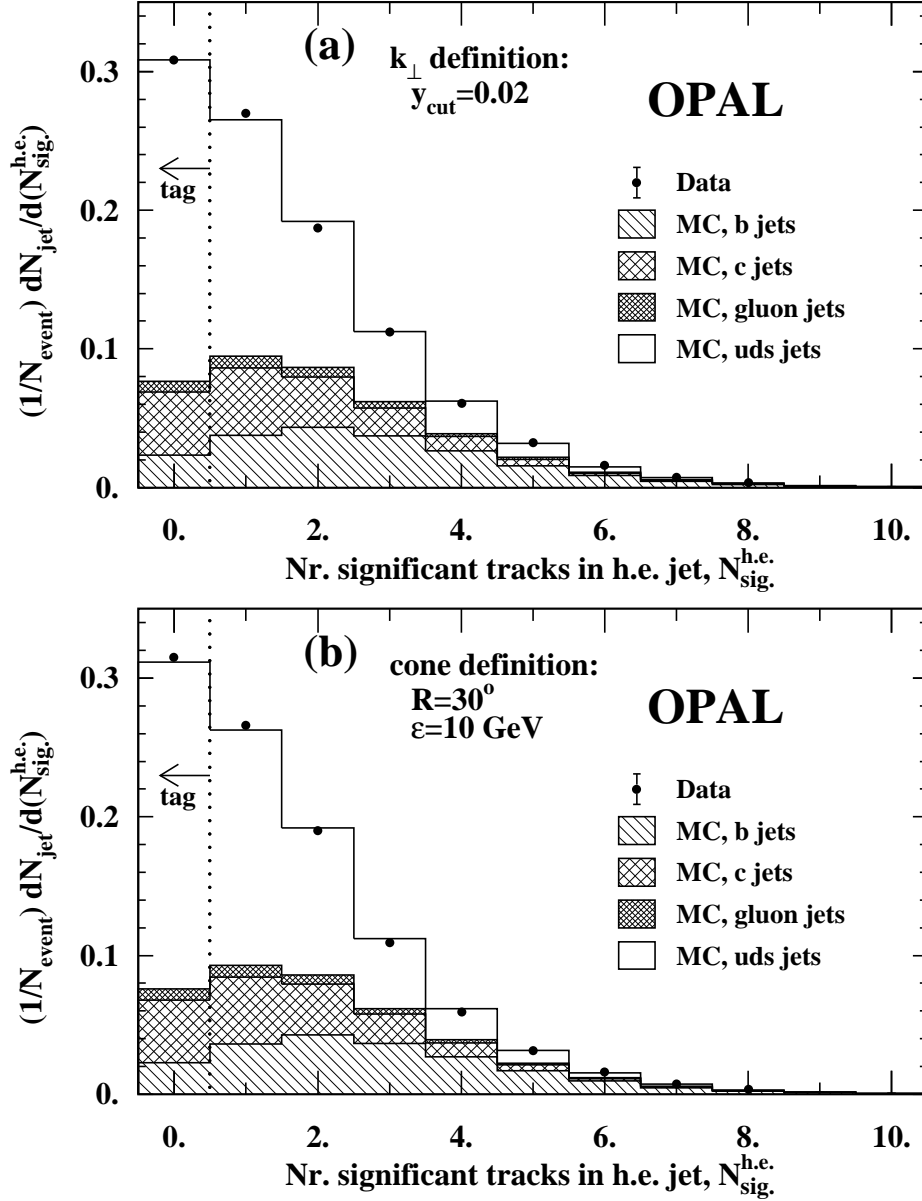 (a)
k⊥ definition:
ycut=0.02
OPAL
tag
Data
MC, b jets
MC, c jets
MC, gluon jets
MC, uds jets
0.3
0.2
0.1
0.
(1/Nevent) dNjet/d(Nsig.h.e.)
0. 2. 4. 6. 8. 10.
Nr. significant tracks in h.e. jet, Nsig.h.e.
(b)
cone definition:
R=30°
ε=10 GeV
OPAL
tag
Data
MC, b jets
MC, c jets
MC, gluon jets
MC, uds jets
0.3
0.2
0.1
0.
(1/Nevent) dNjet/d(Nsig.h.e.)
0. 2. 4. 6. 8. 10.
Nr. significant tracks in h.e. jet, Nsig.h.e.